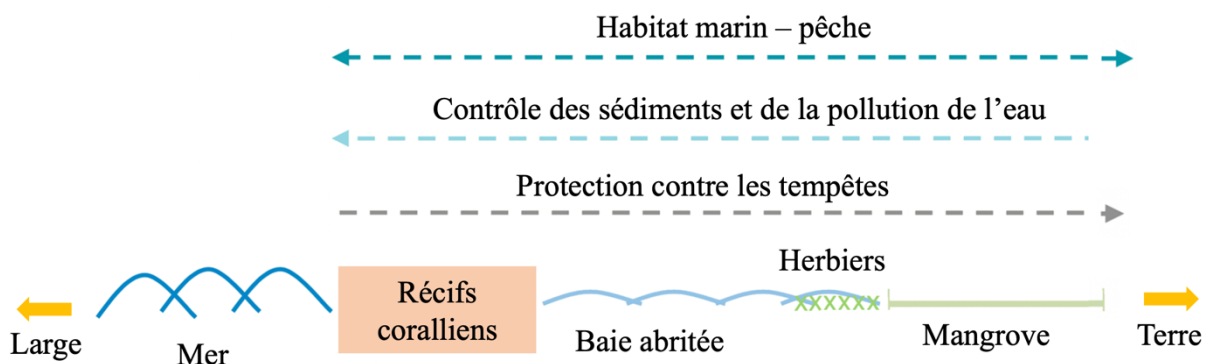 Habitat marin – pêche
Contrôle des sédiments et de la pollution de l’eau
Protection contre les tempêtes
Herbiers
Récifs
coralliens
Large
Mer
Baie abritée
Mangrove
Terre